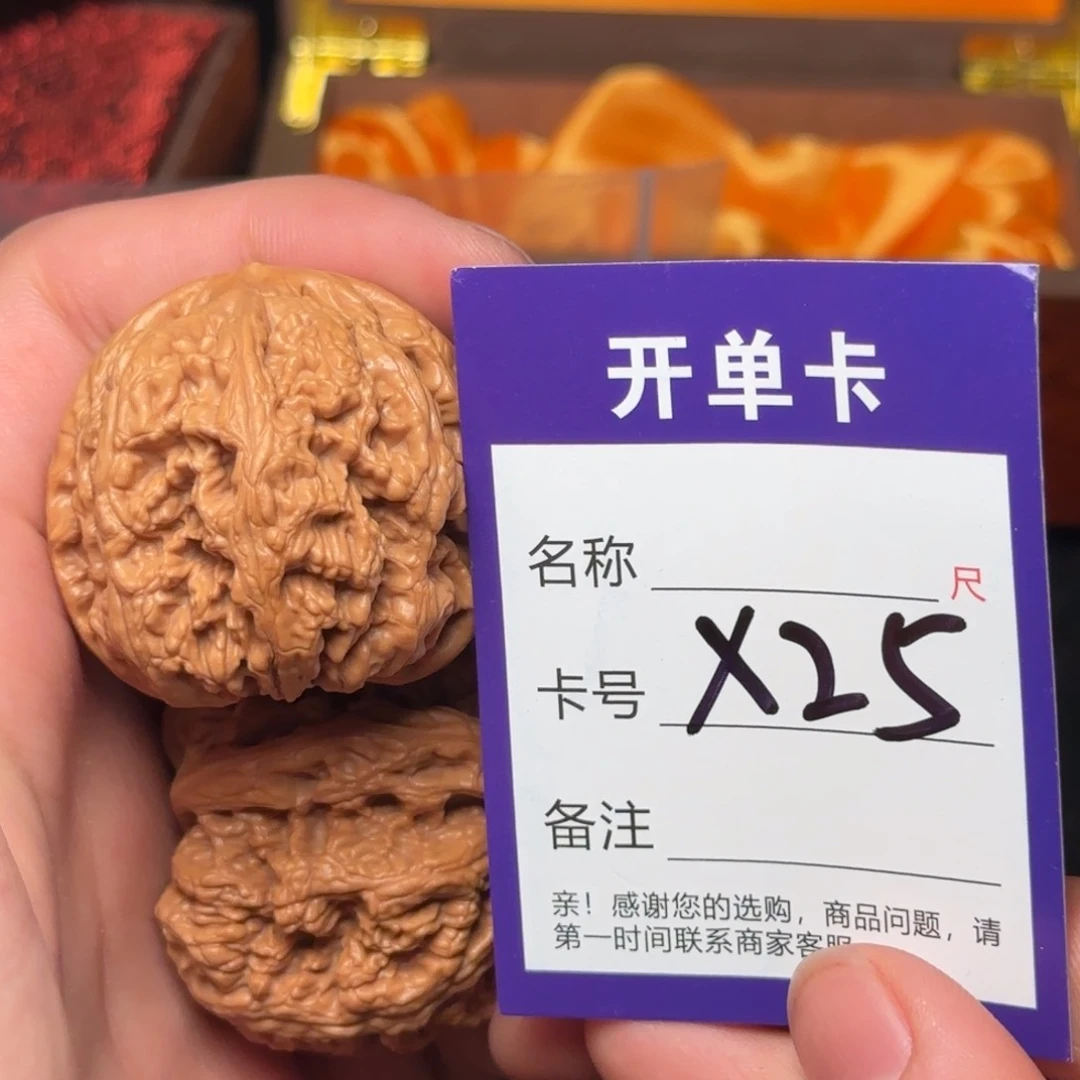 开单卡
名称 尺
卡号 X25
备注
亲！感谢您的选购，商品问题，请
第一时间联系商家客服